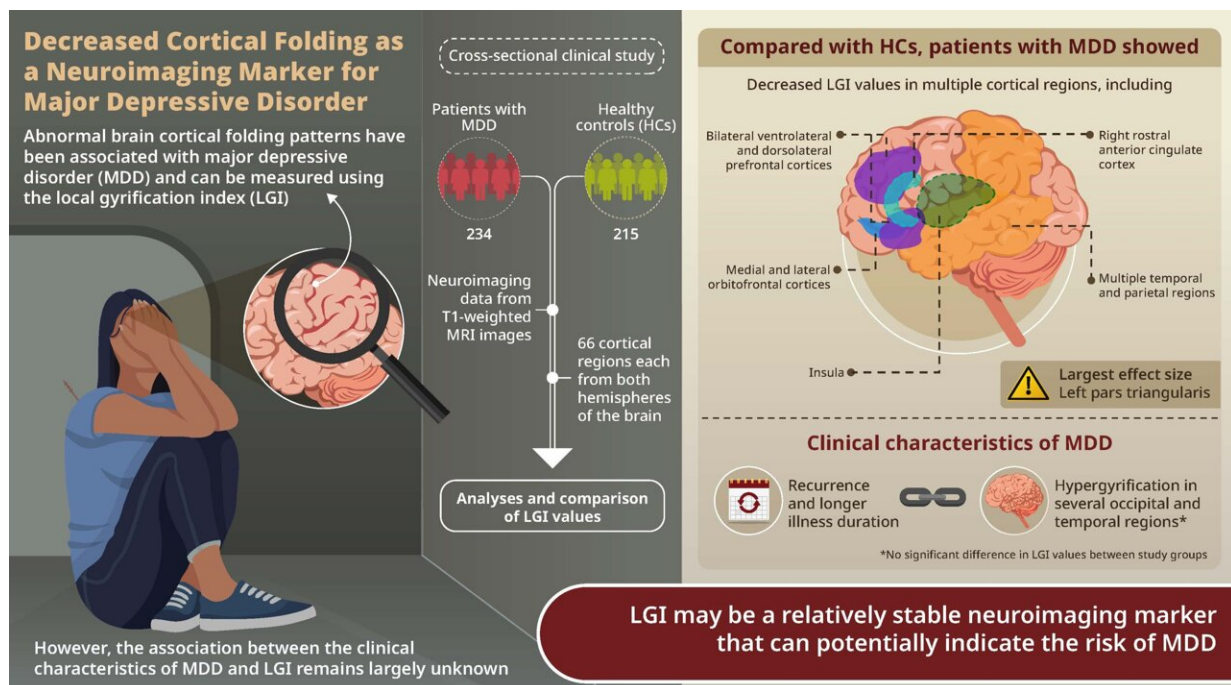 Decreased Cortical Folding as
a Neuroimaging Marker for
Major Depressive Disorder
Abnormal brain cortical folding patterns have
been associated with major depressive
disorder (MDD) and can be measured using
the local gyrification index (LGI)
However, the association between the clinical
characteristics of MDD and LGI remains largely unknown
Cross-sectional clinical study
Patients with
MDD
234
Healthy
controls (HCs)
215
Neuroimaging
data from
T1-weighted
MRI images
66 cortical
regions each
from both
hemispheres
of the brain
Analyses and comparison
of LGI values
Compared with HCs, patients with MDD showed
Decreased LGI values in multiple cortical regions, including
Bilateral ventrolateral
and dorsolateral
prefrontal cortices
Right rostral
anterior cingulate
cortex
Medial and lateral
orbitofrontal cortices
Multiple temporal
and parietal regions
Insula
Largest effect size
Left pars triangularis
Clinical characteristics of MDD
Recurrence
and longer
illness duration
Hypergyrification in
several occipital and
temporal regions*
*No significant difference in LGI values between study groups
LGI may be a relatively stable neuroimaging marker
that can potentially indicate the risk of MDD